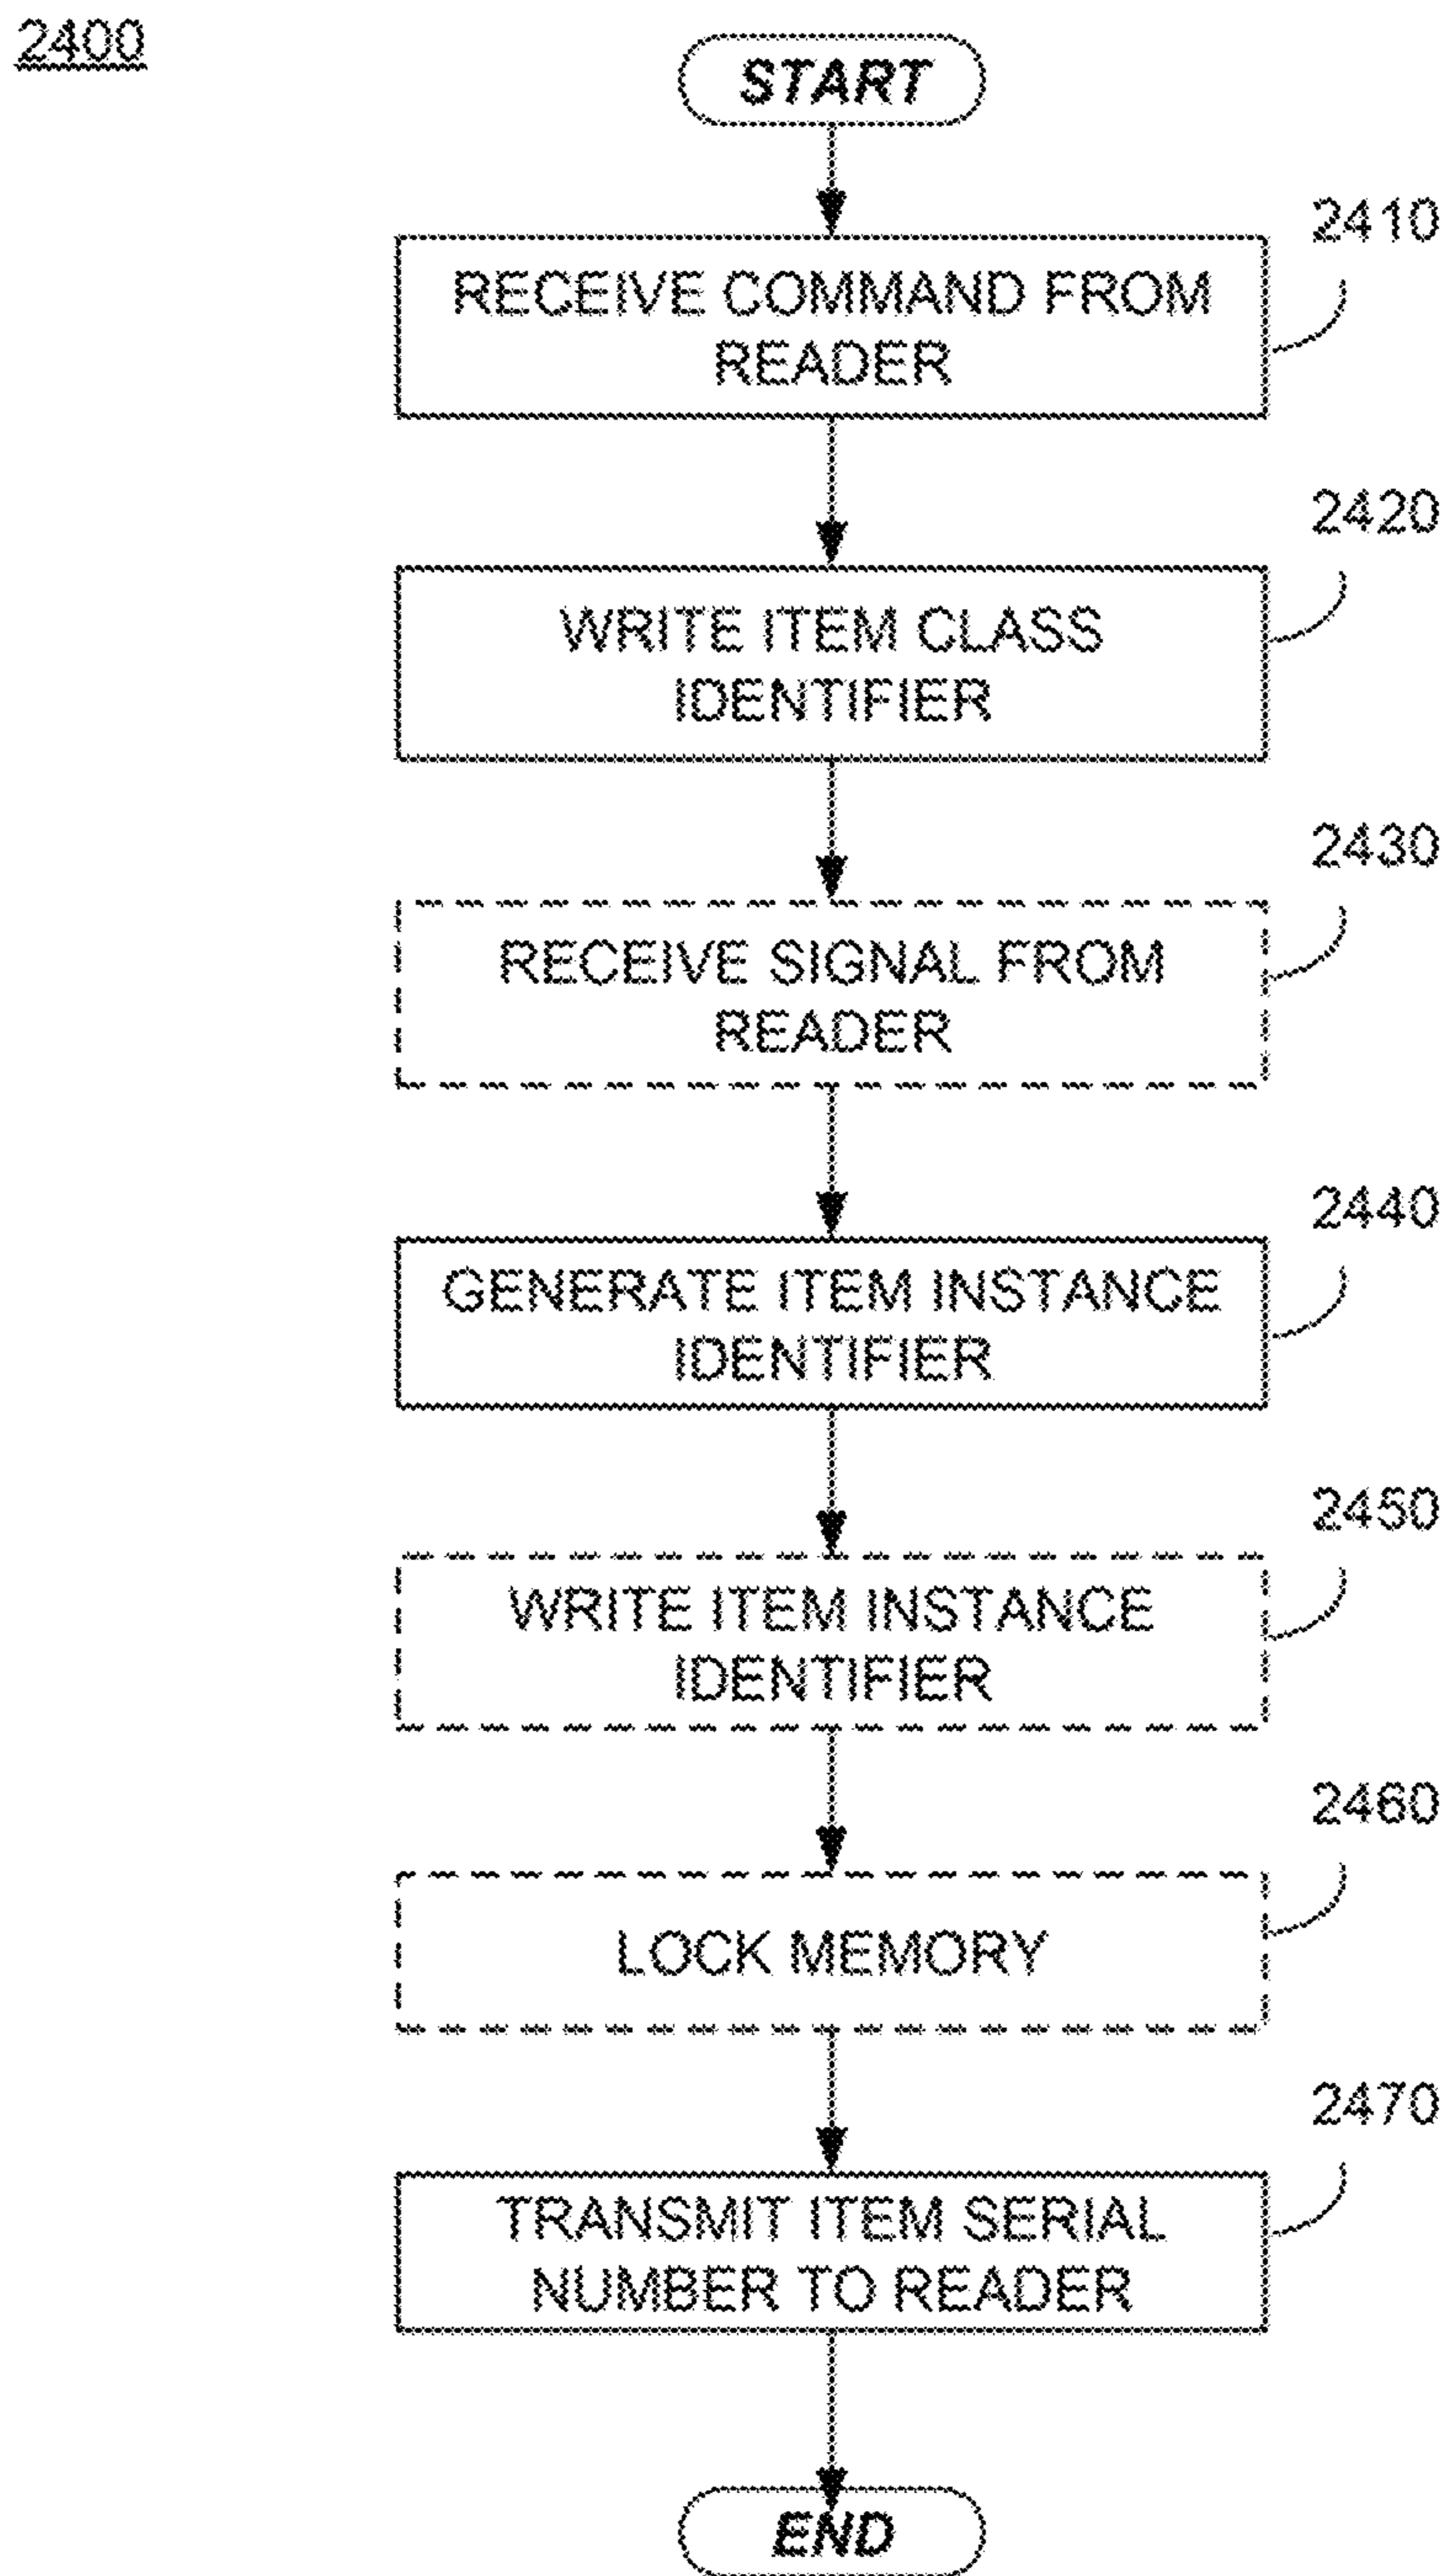 2400
START
2410
RECEIVE COMMAND FROM
READER
2420
WRITE ITEM CLASS
IDENTIFIER
2430
RECEIVE SIGNAL FROM
READER
2440
GENERATE ITEM INSTANCE
IDENTIFIER
2450
WRITE ITEM INSTANCE
IDENTIFIER
2460
LOCK MEMORY
2470
TRANSMIT ITEM SERIAL
NUMBER TO READER
END